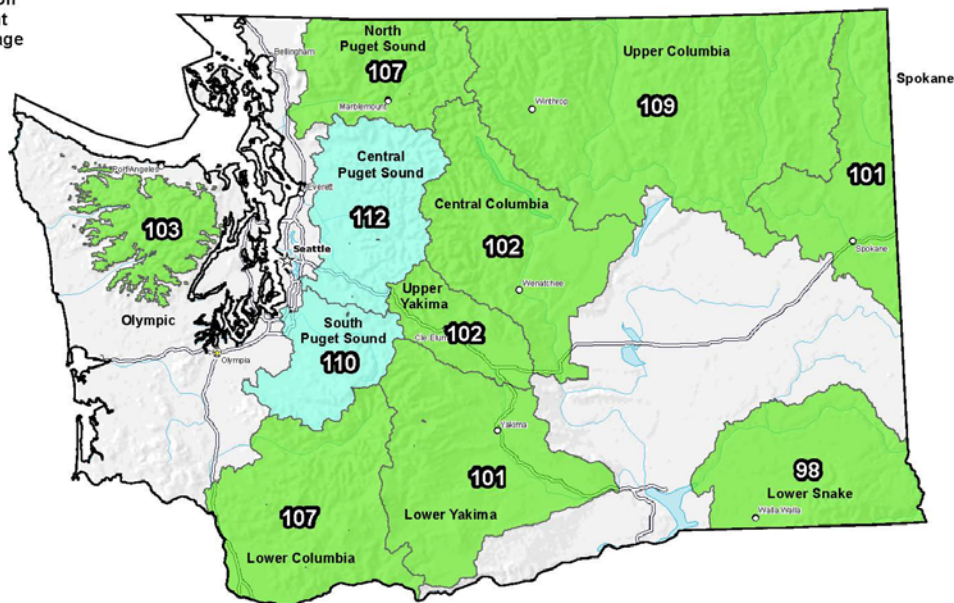 North
Puget Sound
107
Upper Columbia
109
Spokane
101
Bellingham
Marblemount
Winthrop
Central
Puget Sound
112
Central Columbia
102
Port Angeles
103
Olympic
Everett
Seattle
Spokane
Wenatchee
Upper
Yakima
102
Cle Elum
South
Puget Sound
110
Olympia
Yakima
101
Lower Yakima
98
Lower Snake
Walla Walla
107
Lower Columbia